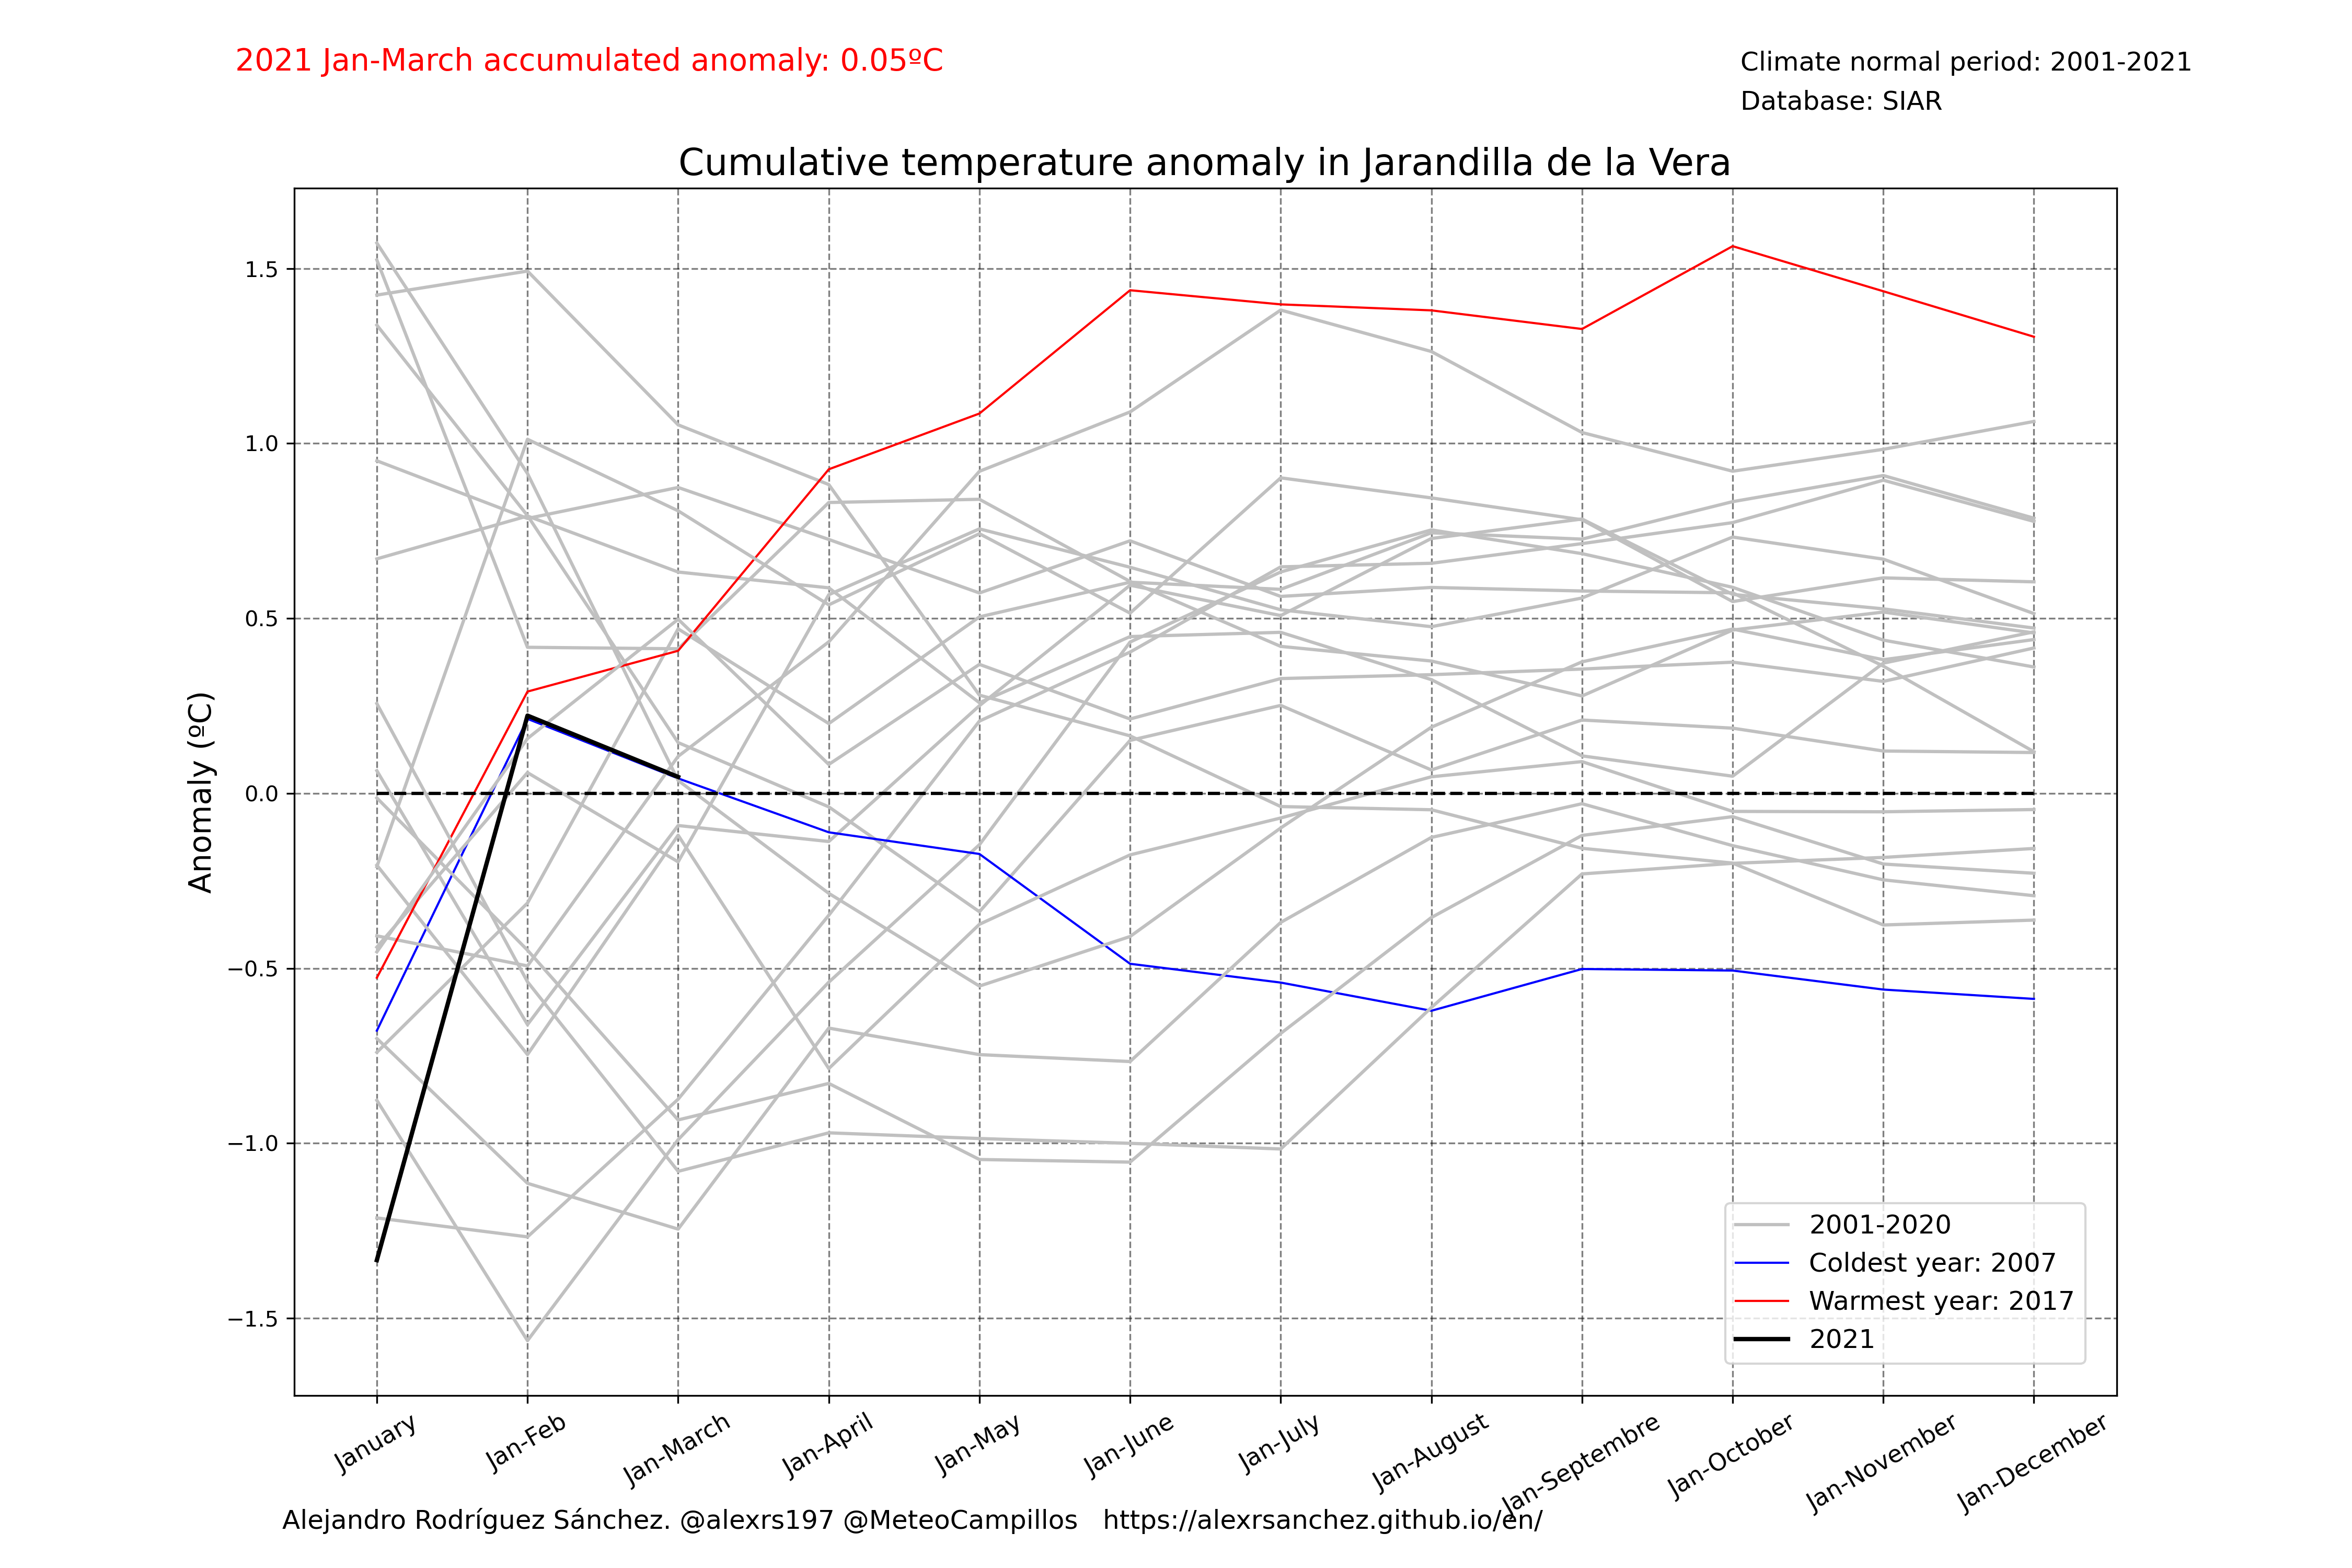 2021 Jan-March accumulated anomaly: 0.05ºC
Climate normal period: 2001-2021
Database: SIAR
Cumulative temperature anomaly in Jarandilla de la Vera
Anomaly (ºC)
1.5
1.0
0.5
0.0
−0.5
−1.0
−1.5
2001-2020
Coldest year: 2007
Warmest year: 2017
2021
January
Jan-Feb
Jan-March
Jan-April
Jan-May
Jan-June
Jan-July
Jan-August
Jan-Septembre
Jan-October
Jan-November
Jan-December
Alejandro Rodríguez Sánchez. @alexrs197 @MeteoCampillos https://alexrsanchez.github.io/en/